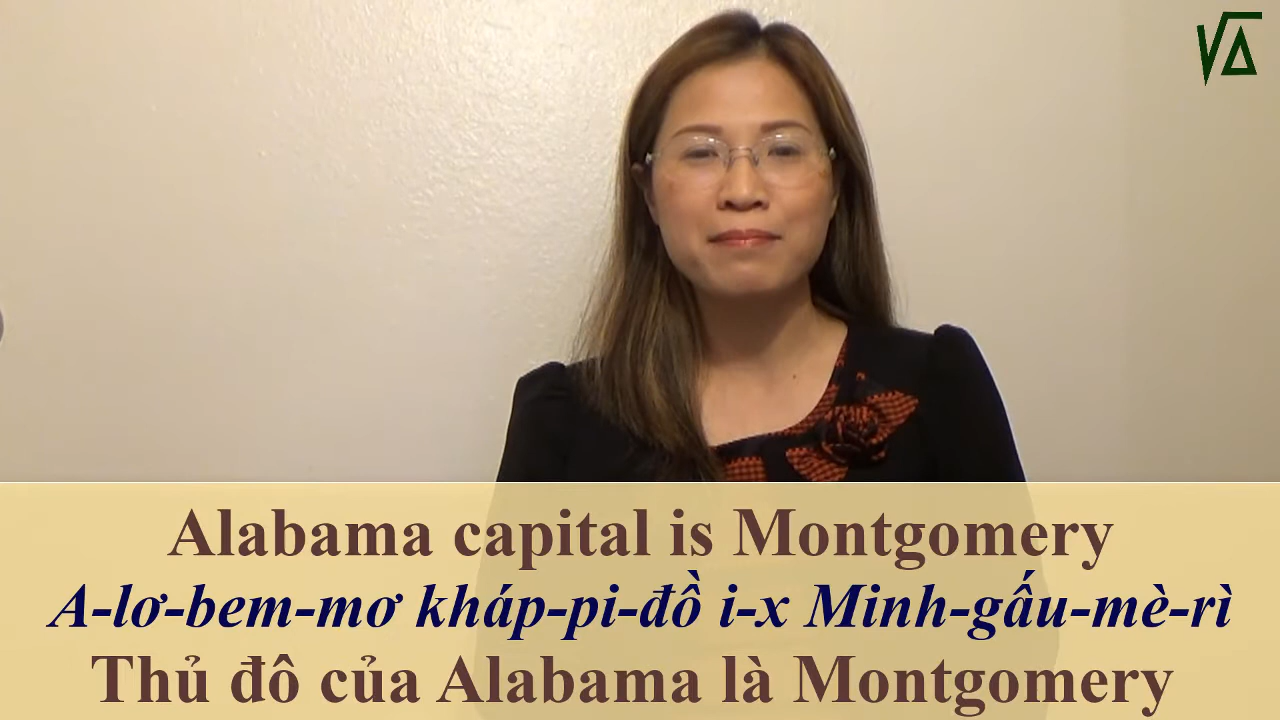 Alabama capital is Montgomery
A-lơ-bem-mơ kháp-pi-đồ i-x Minh-gấu-mè-rì
Thủ đô của Alabama là Montgomery